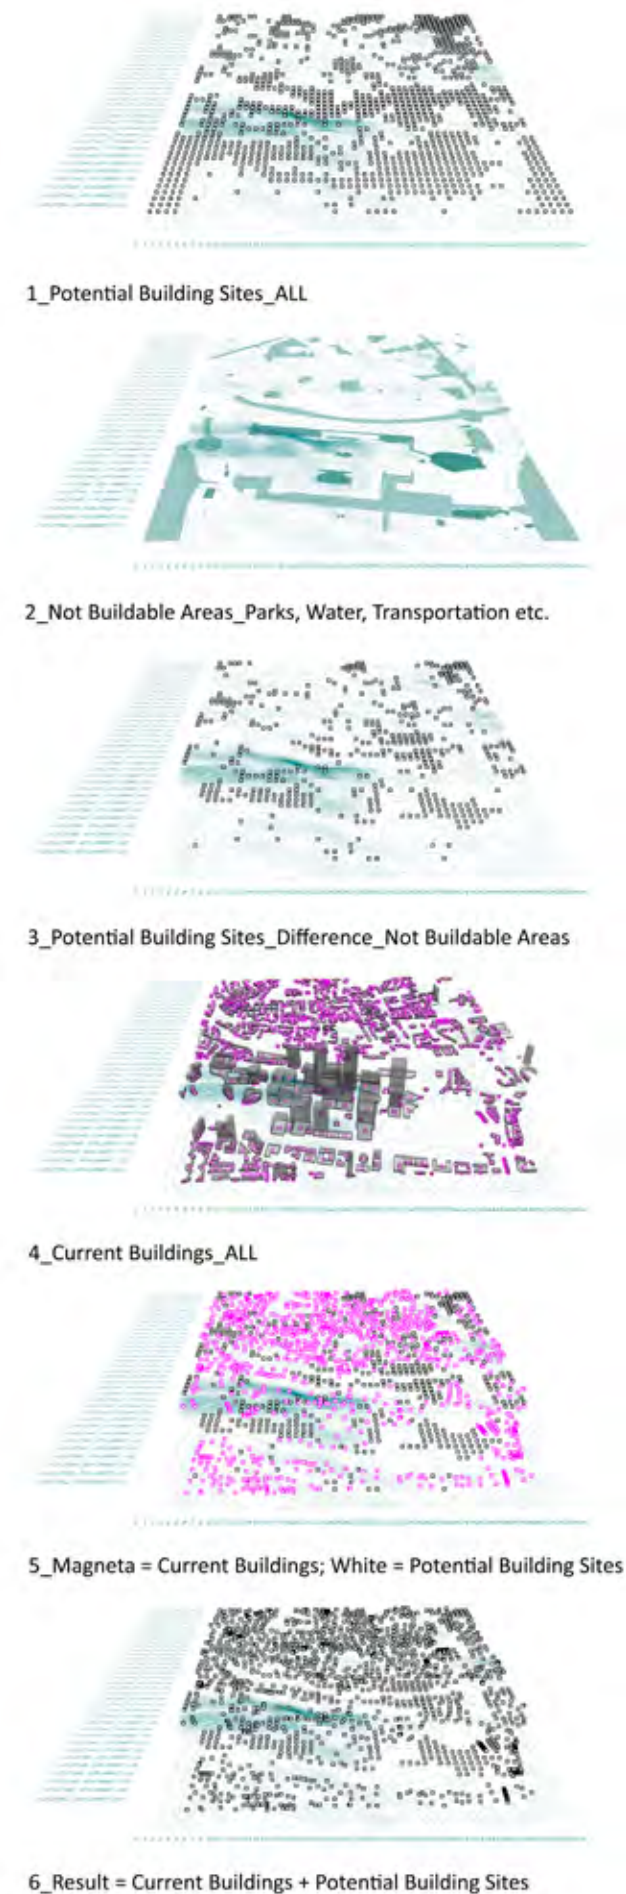 1_Potential Building Sites_ALL
2_Not Buildable Areas_Parks, Water, Transportation etc.
3_Potential Building Sites_Difference_Not Buildable Areas
4_Current Buildings_ALL
5_Magneta = Current Buildings; White = Potential Building Sites
6_Result = Current Buildings + Potential Building Sites